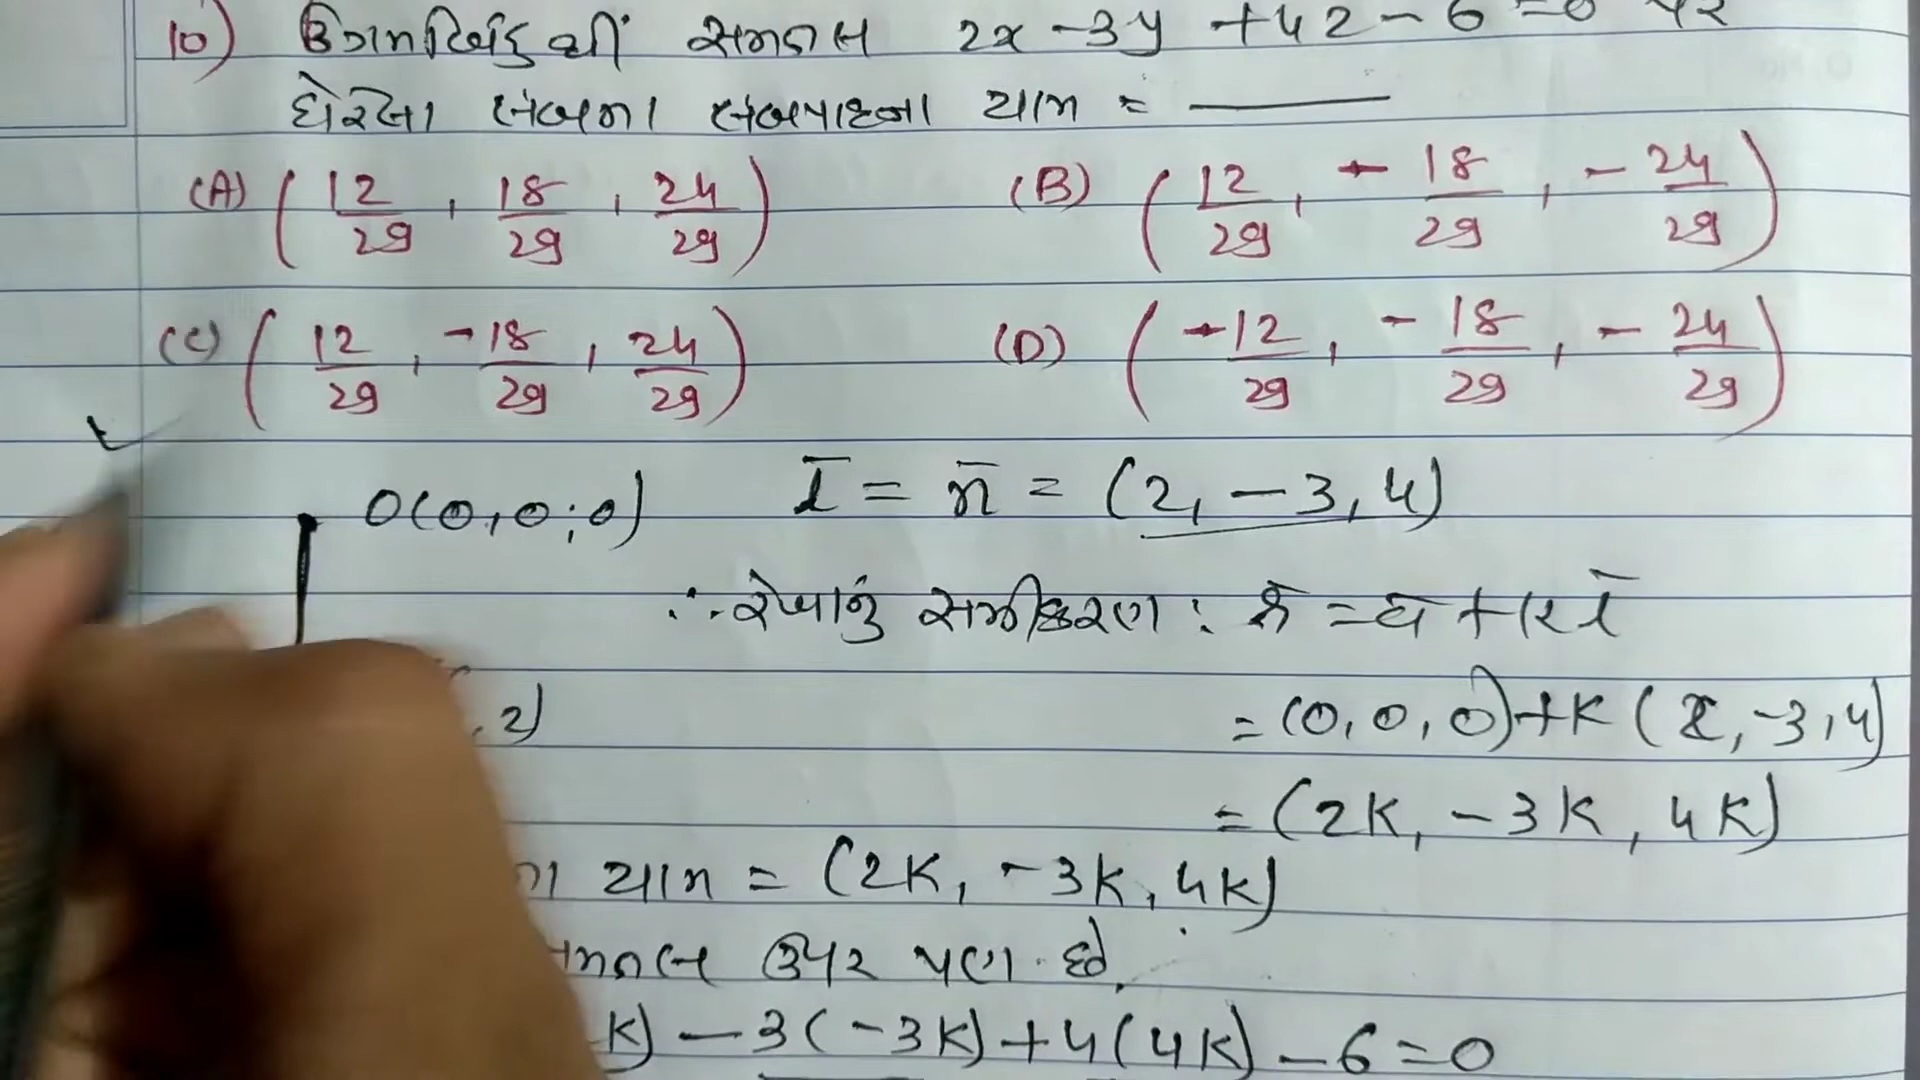 10) ઉગમબિંદુથી સમતલ 2x -3y +4z - 6 = 0 પર
દોરેલા લંબના લંબપાદના યામ = ______
(A) (12/29, 18/29, 24/29) (B) (12/29, -18/29, -24/29)
(C) (12/29, -18/29, 24/29) (D) (-12/29, -18/29, -24/29)
O(0,0,0) l̄ = n̄ = (2, -3, 4)
∴ રેખાનું સમીકરણ : r̄ = ā + k l̄
, z) = (0, 0, 0) + k (2, -3, 4)
= (2k, -3k, 4k)
યામ = (2k, -3k, 4k)
ઉપર પણ છે.
k) - 3(-3k) + 4(4k) - 6 = 0